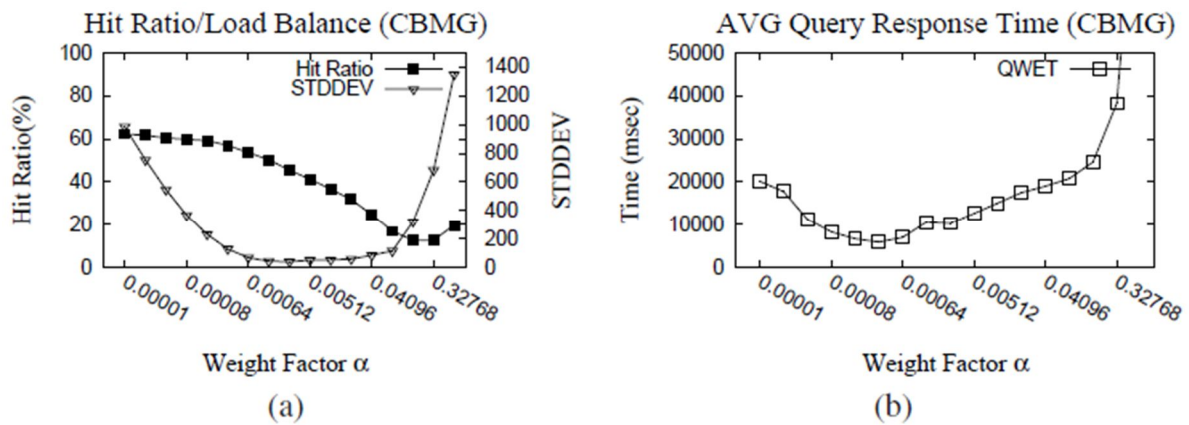 Hit Ratio/Load Balance (CBMG)
Hit Ratio(%)
100
80
60
40
20
0
Hit Ratio
STDDEV
1400
1200
1000
800
600
400
200
0
STDDEV
0.00001
0.00008
0.00064
0.00512
0.04096
0.32768
Weight Factor α
(a)
AVG Query Response Time (CBMG)
Time (msec)
50000
40000
30000
20000
10000
0
QWET
0.00001
0.00008
0.00064
0.00512
0.04096
0.32768
Weight Factor α
(b)